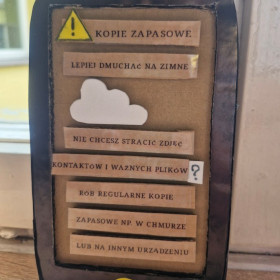 KOPIE ZAPASOWE
LEPIEJ DMUCHAĆ NA ZIMNE
NIE CHCESZ STRACIĆ ZDJĘĆ
KONTAKTÓW I WAŻNYCH PLIKÓW?
RÓB REGULARNE KOPIE
ZAPASOWE NP. W CHMURZE
LUB NA INNYM URZĄDZENIU